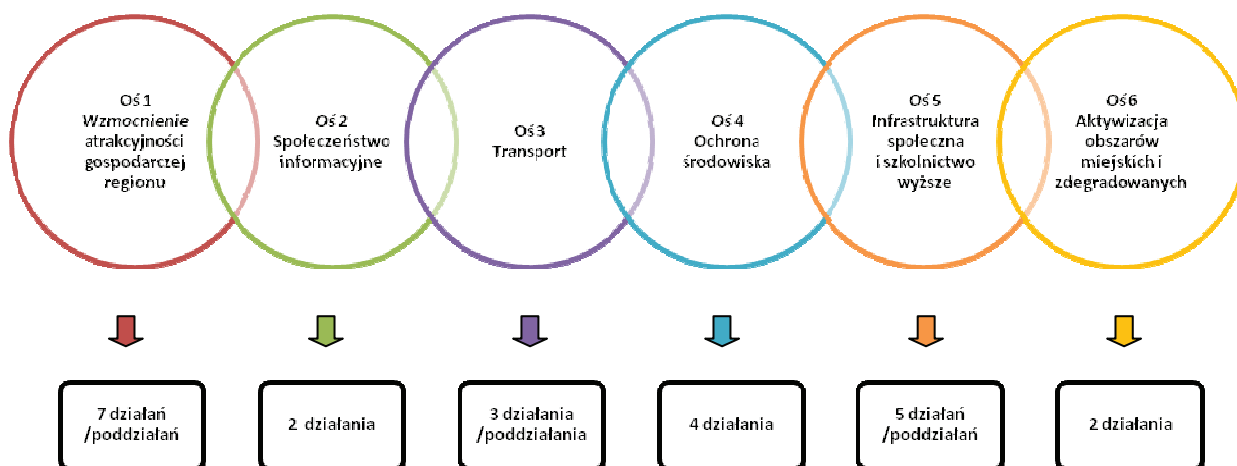 Oś 1
Wzmocnienie
atrakcyjności
gospodarczej
regionu
Oś 2
Społeczeństwo
informacyjne
Oś 3
Transport
Oś 4
Ochrona
środowiska
Oś 5
Infrastruktura
społeczna
i szkolnictwo
wyższe
Oś 6
Aktywizacja
obszarów
miejskich i
zdegradowanych
7 działań
/poddziałań
2 działania
3 działania
/poddziałania
4 działania
5 działań
/poddziałań
2 działania